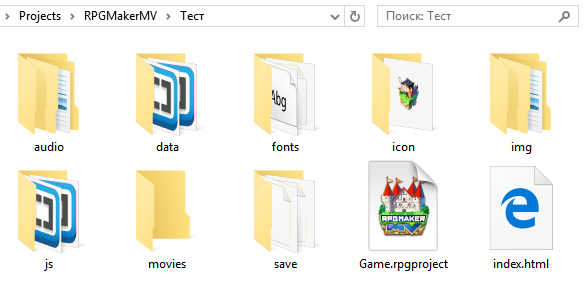 Projects > RPGMakerMV > Тест
Поиск: Тест
audio
data
Abg
fonts
icon
img
js
movies
save
RPG MAKER
MV
Game.rpgproject
index.html